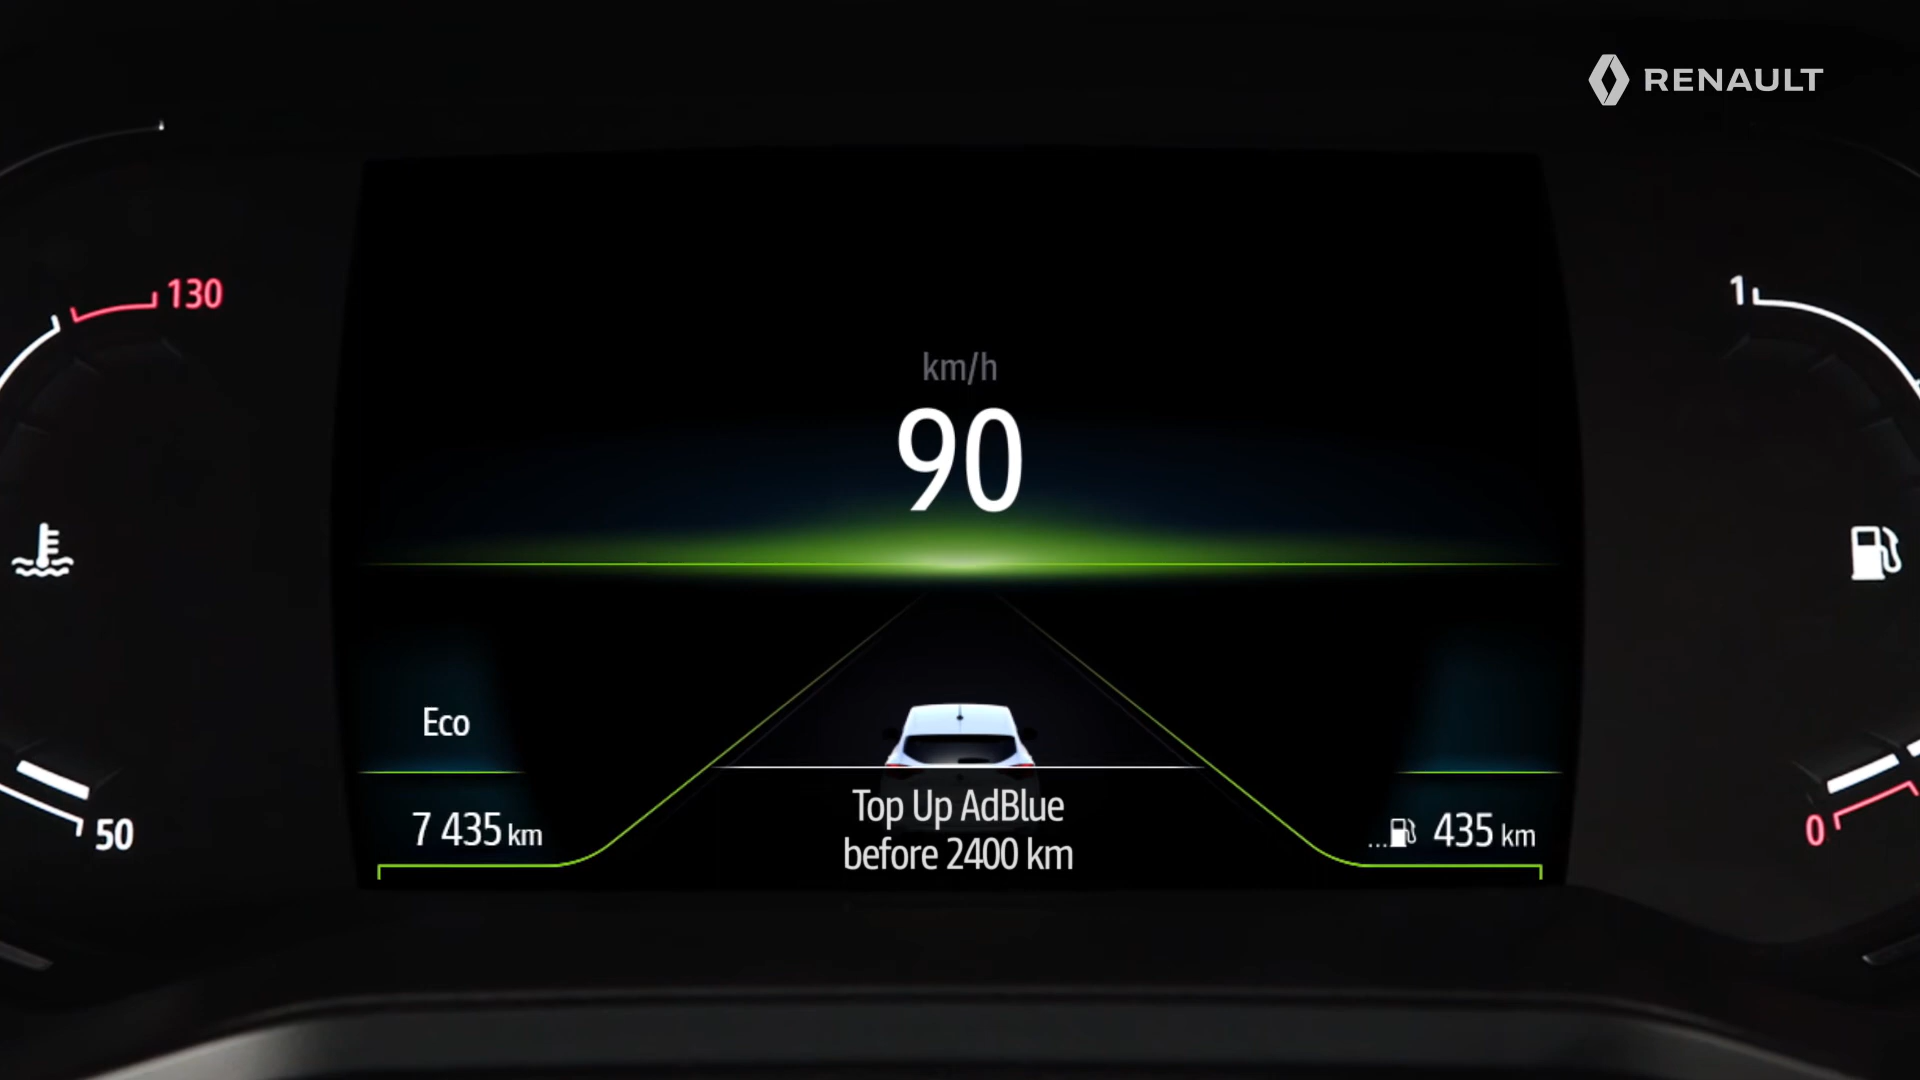 RENAULT
130
1
km/h
90
Eco
7 435 km
Top Up AdBlue
before 2400 km
...435 km
50
0